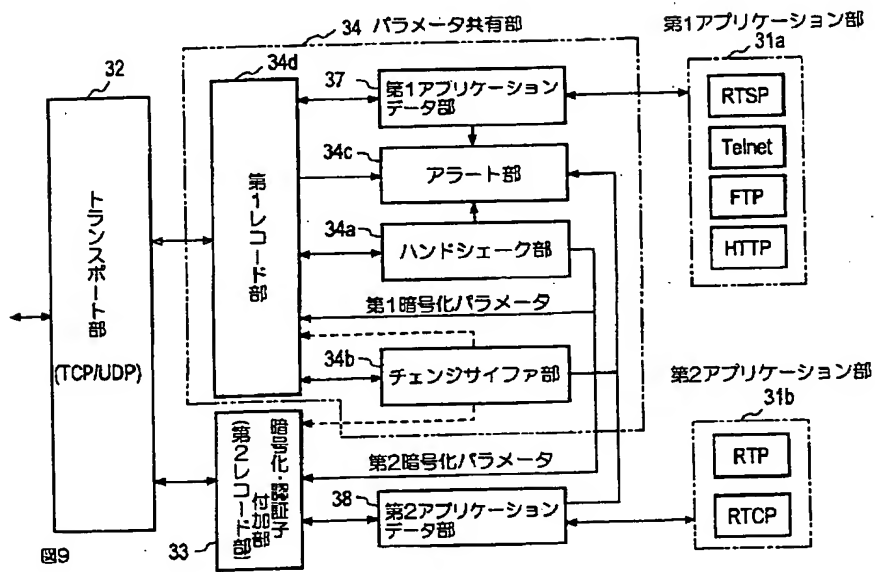 34 パラメータ共有部
第1アプリケーション部
31a
32
34d
37
第1アプリケーション
データ部
RTSP
Telnet
FTP
HTTP
34c
アラート部
トランスポート部
(TCP/UDP)
第1レコード部
34a
ハンドシェーク部
第1暗号化パラメータ
34b
チェンジサイファ部
第2アプリケーション部
31b
暗号化・認証子
付加部
(第2レコード部)
第2暗号化パラメータ
RTP
RTCP
38
第2アプリケーション
データ部
33
図9